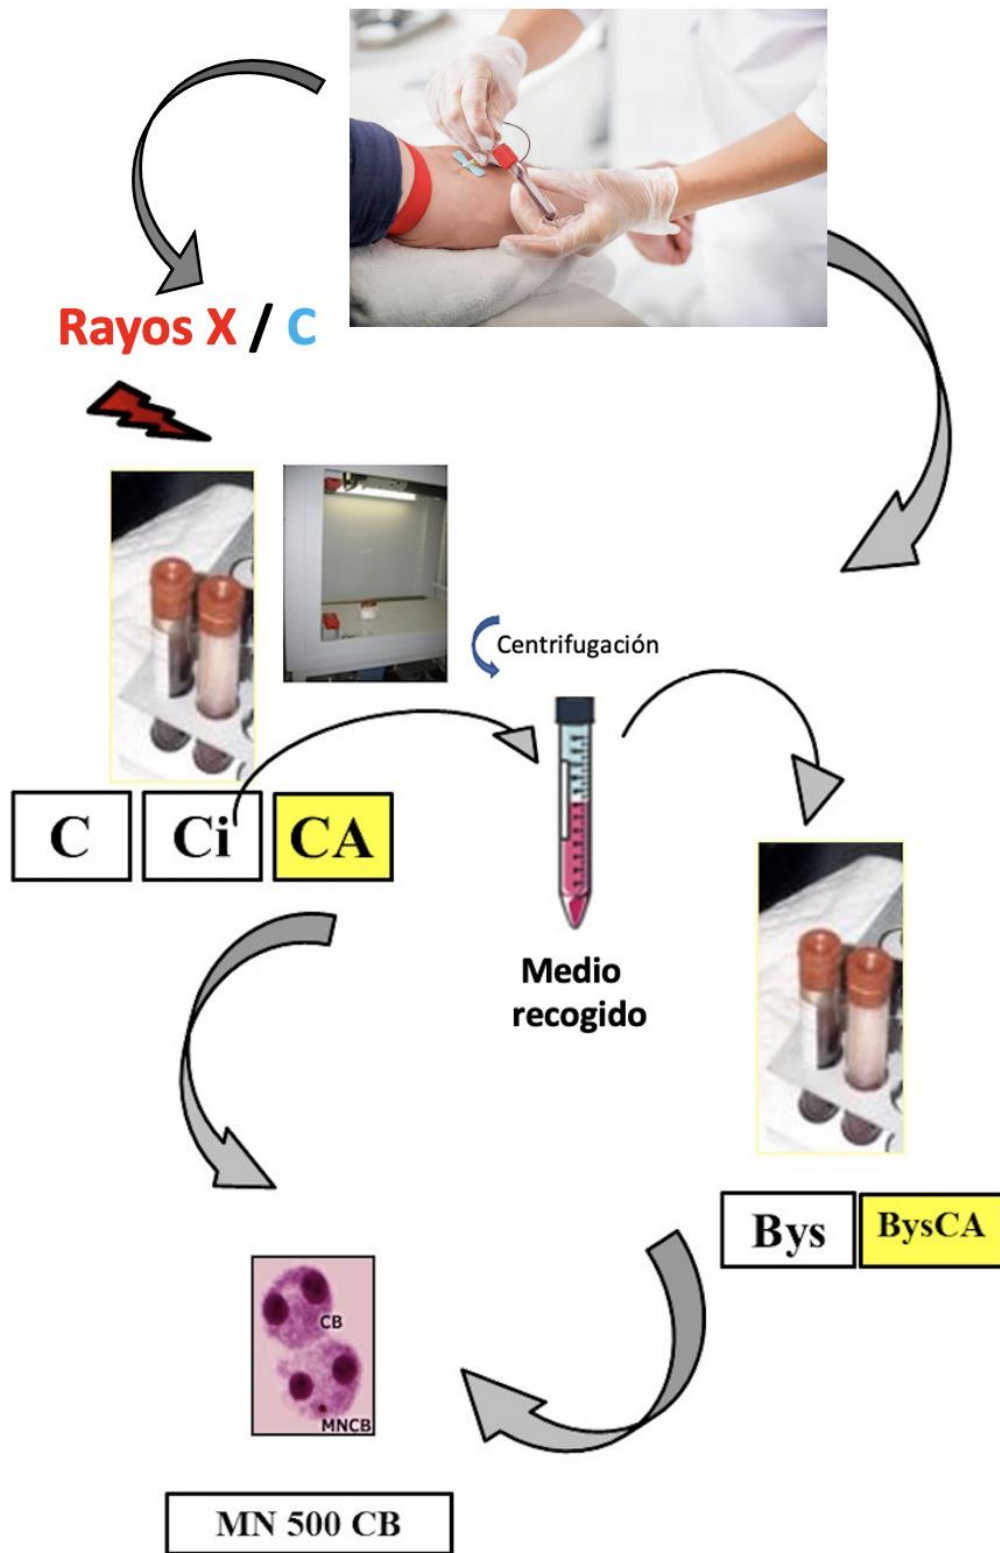 Rayos X / C
Centrifugación
C
Ci
CA
Medio
recogido
Bys
BysCA
CB
MNCB
MN 500 CB